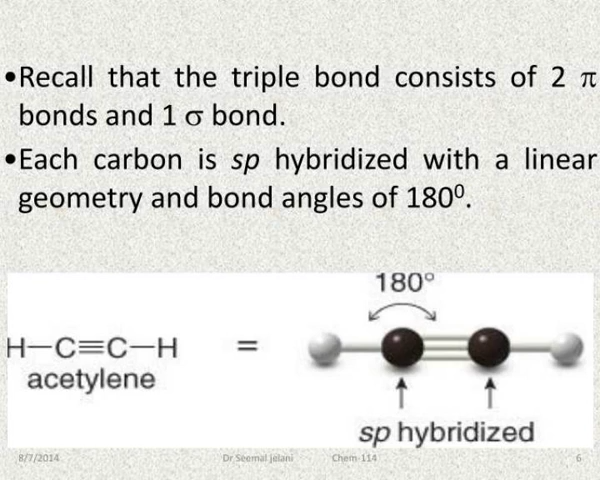 •Recall that the triple bond consists of 2 π
bonds and 1 σ bond.
•Each carbon is sp hybridized with a linear
geometry and bond angles of 180⁰.
180°
H—C≡C—H =
acetylene
sp hybridized
8/7/2014 Dr Seemal Jelani Chem-114 6